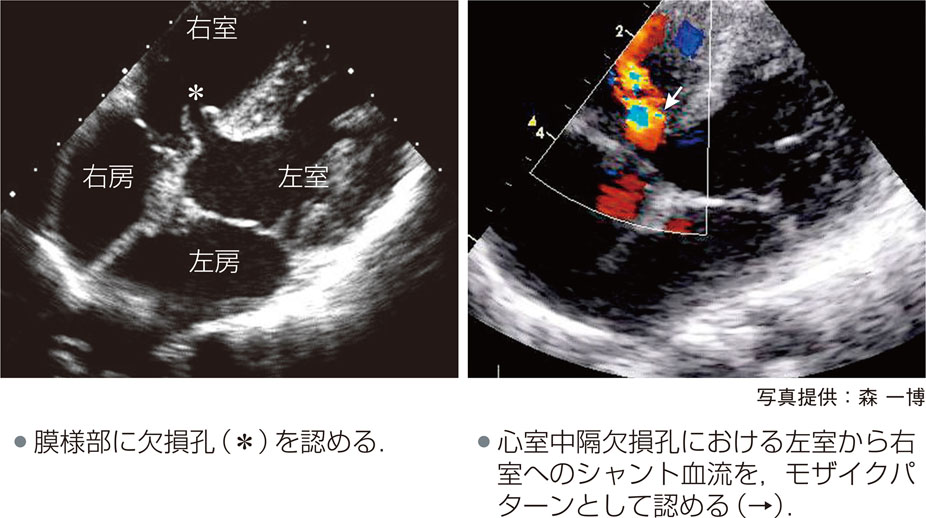 右室
*
右房
左室
左房
2
4
写真提供：森 一博
● 膜様部に欠損孔（*）を認める．
● 心室中隔欠損孔における左室から右
室へのシャント血流を，モザイクパ
ターンとして認める（→）．